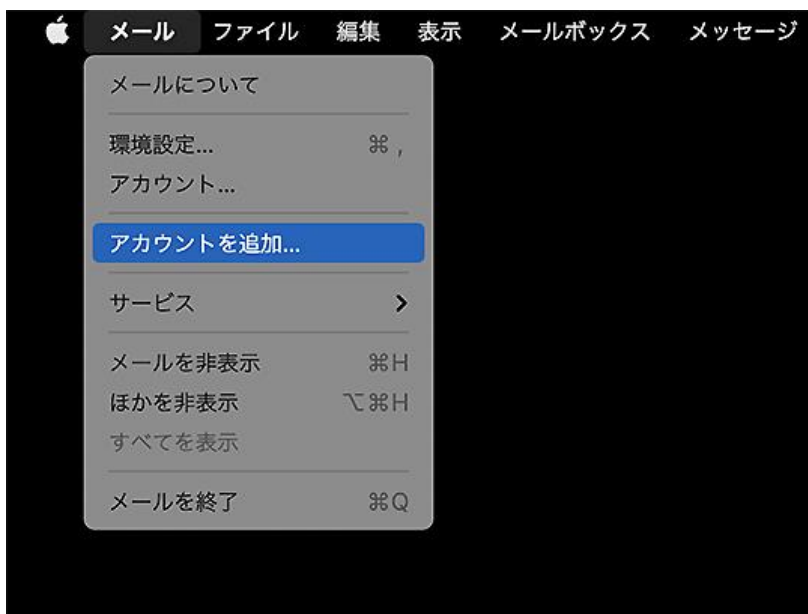 メール ファイル 編集 表示 メールボックス メッセージ
メールについて
環境設定... ⌘ ,
アカウント...
アカウントを追加...
サービス
メールを非表示 ⌘H
ほかを非表示 ⌥⌘H
すべてを表示
メールを終了 ⌘Q